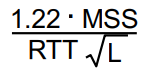 1.22 · MSS
RTT √L